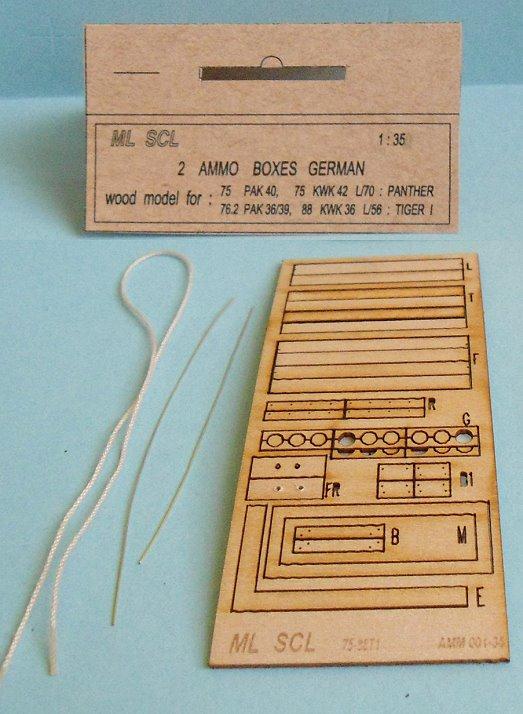 ML SCL 1:35
2 AMMO BOXES GERMAN
wood model for : 75 PAK 40, 75 KWK 42 L/70 : PANTHER
76.2 PAK 36/39, 88 KWK 36 L/56 : TIGER I
L
T
F
R
G
FR
B1
B
M
E
ML SCL AMM 001-35